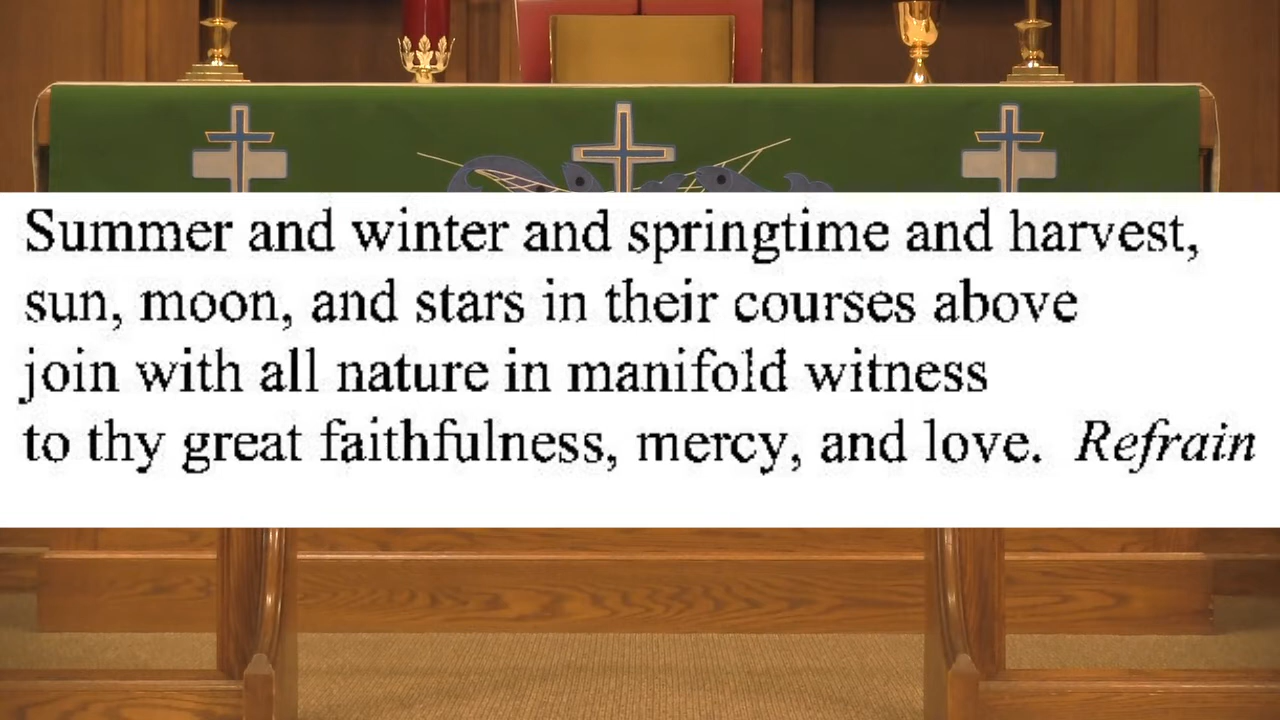 Summer and winter and springtime and harvest,
sun, moon, and stars in their courses above
join with all nature in manifold witness
to thy great faithfulness, mercy, and love. Refrain